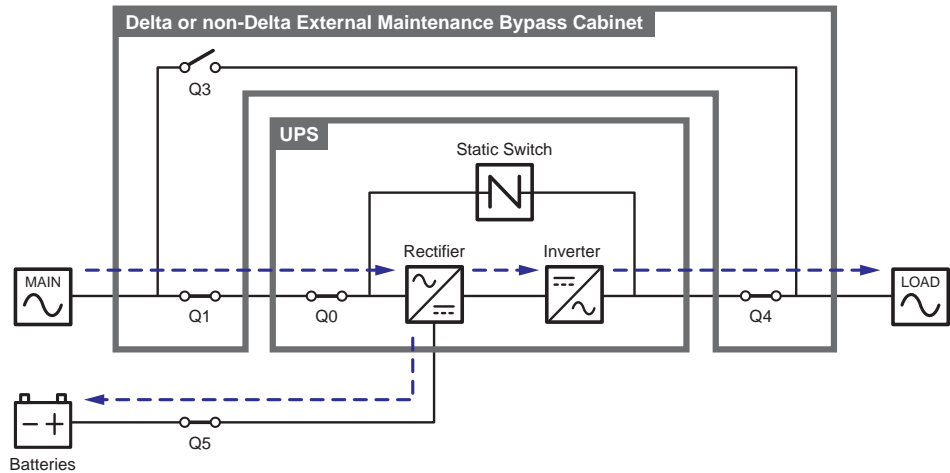 Delta or non-Delta External Maintenance Bypass Cabinet
Q3
UPS
Static Switch
Rectifier
Inverter
MAIN
LOAD
Q1
Q0
Q4
Q5
Batteries